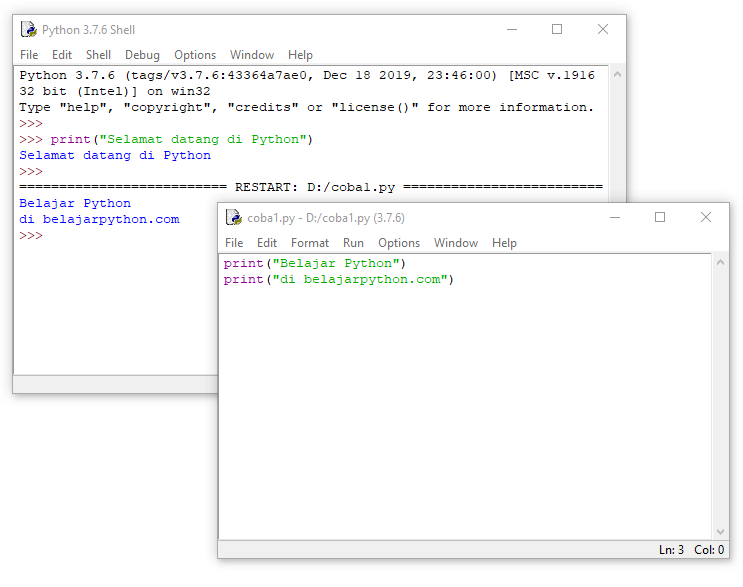 Python 3.7.6 Shell
File Edit Shell Debug Options Window Help
Python 3.7.6 (tags/v3.7.6:43364a7ae0, Dec 18 2019, 23:46:00) [MSC v.1916
32 bit (Intel)] on win32
Type "help", "copyright", "credits" or "license()" for more information.
>>>
>>> print("Selamat datang di Python")
Selamat datang di Python
>>>
========================== RESTART: D:/coba1.py =========================
Belajar Python
di belajarpython.com
>>>
coba1.py - D:/coba1.py (3.7.6)
File Edit Format Run Options Window Help
print("Belajar Python")
print("di belajarpython.com")
Ln: 3 Col: 0